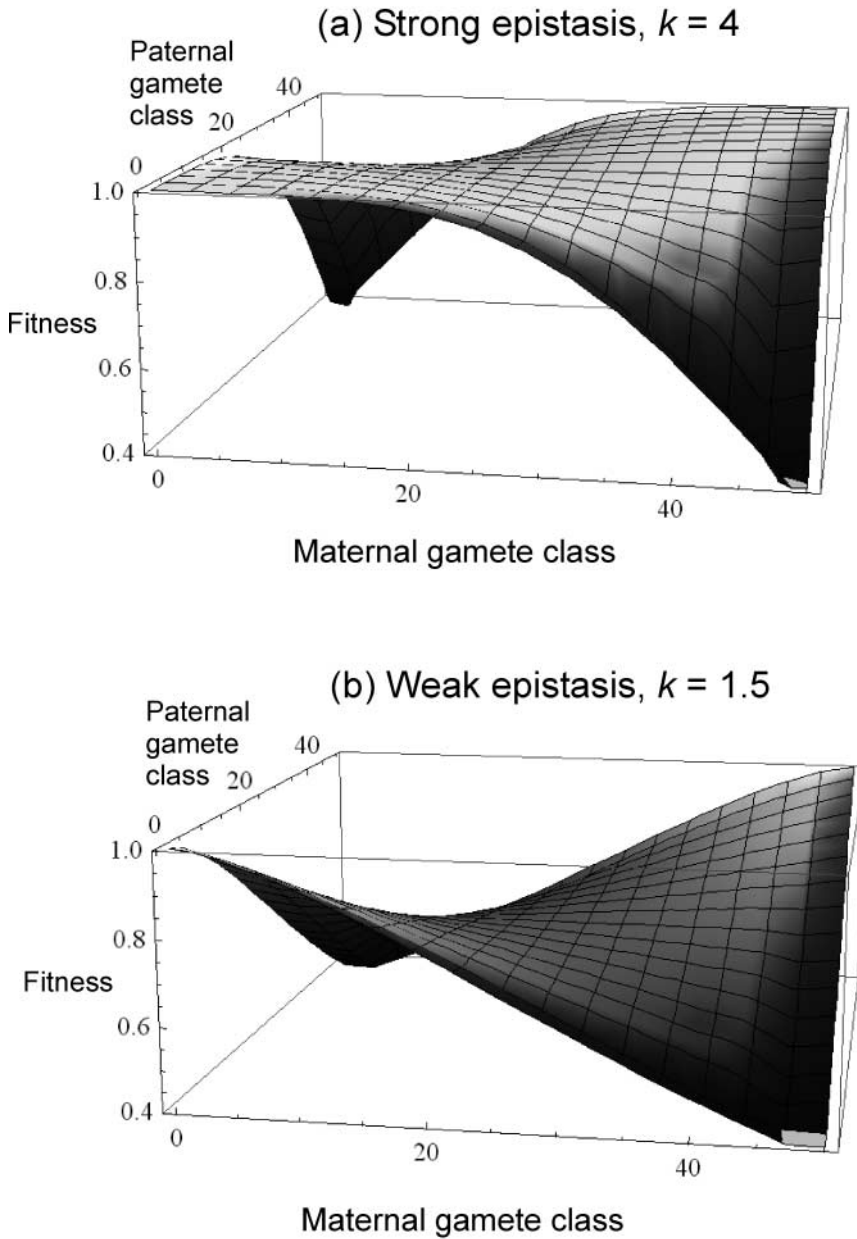 (a) Strong epistasis, k = 4
Paternal
gamete
class
40
20
0
1.0
0.8
Fitness
0.6
0.4
0
20
40
Maternal gamete class
(b) Weak epistasis, k = 1.5
Paternal
gamete
class
40
20
0
1.0
0.8
Fitness
0.6
0.4
0
20
40
Maternal gamete class